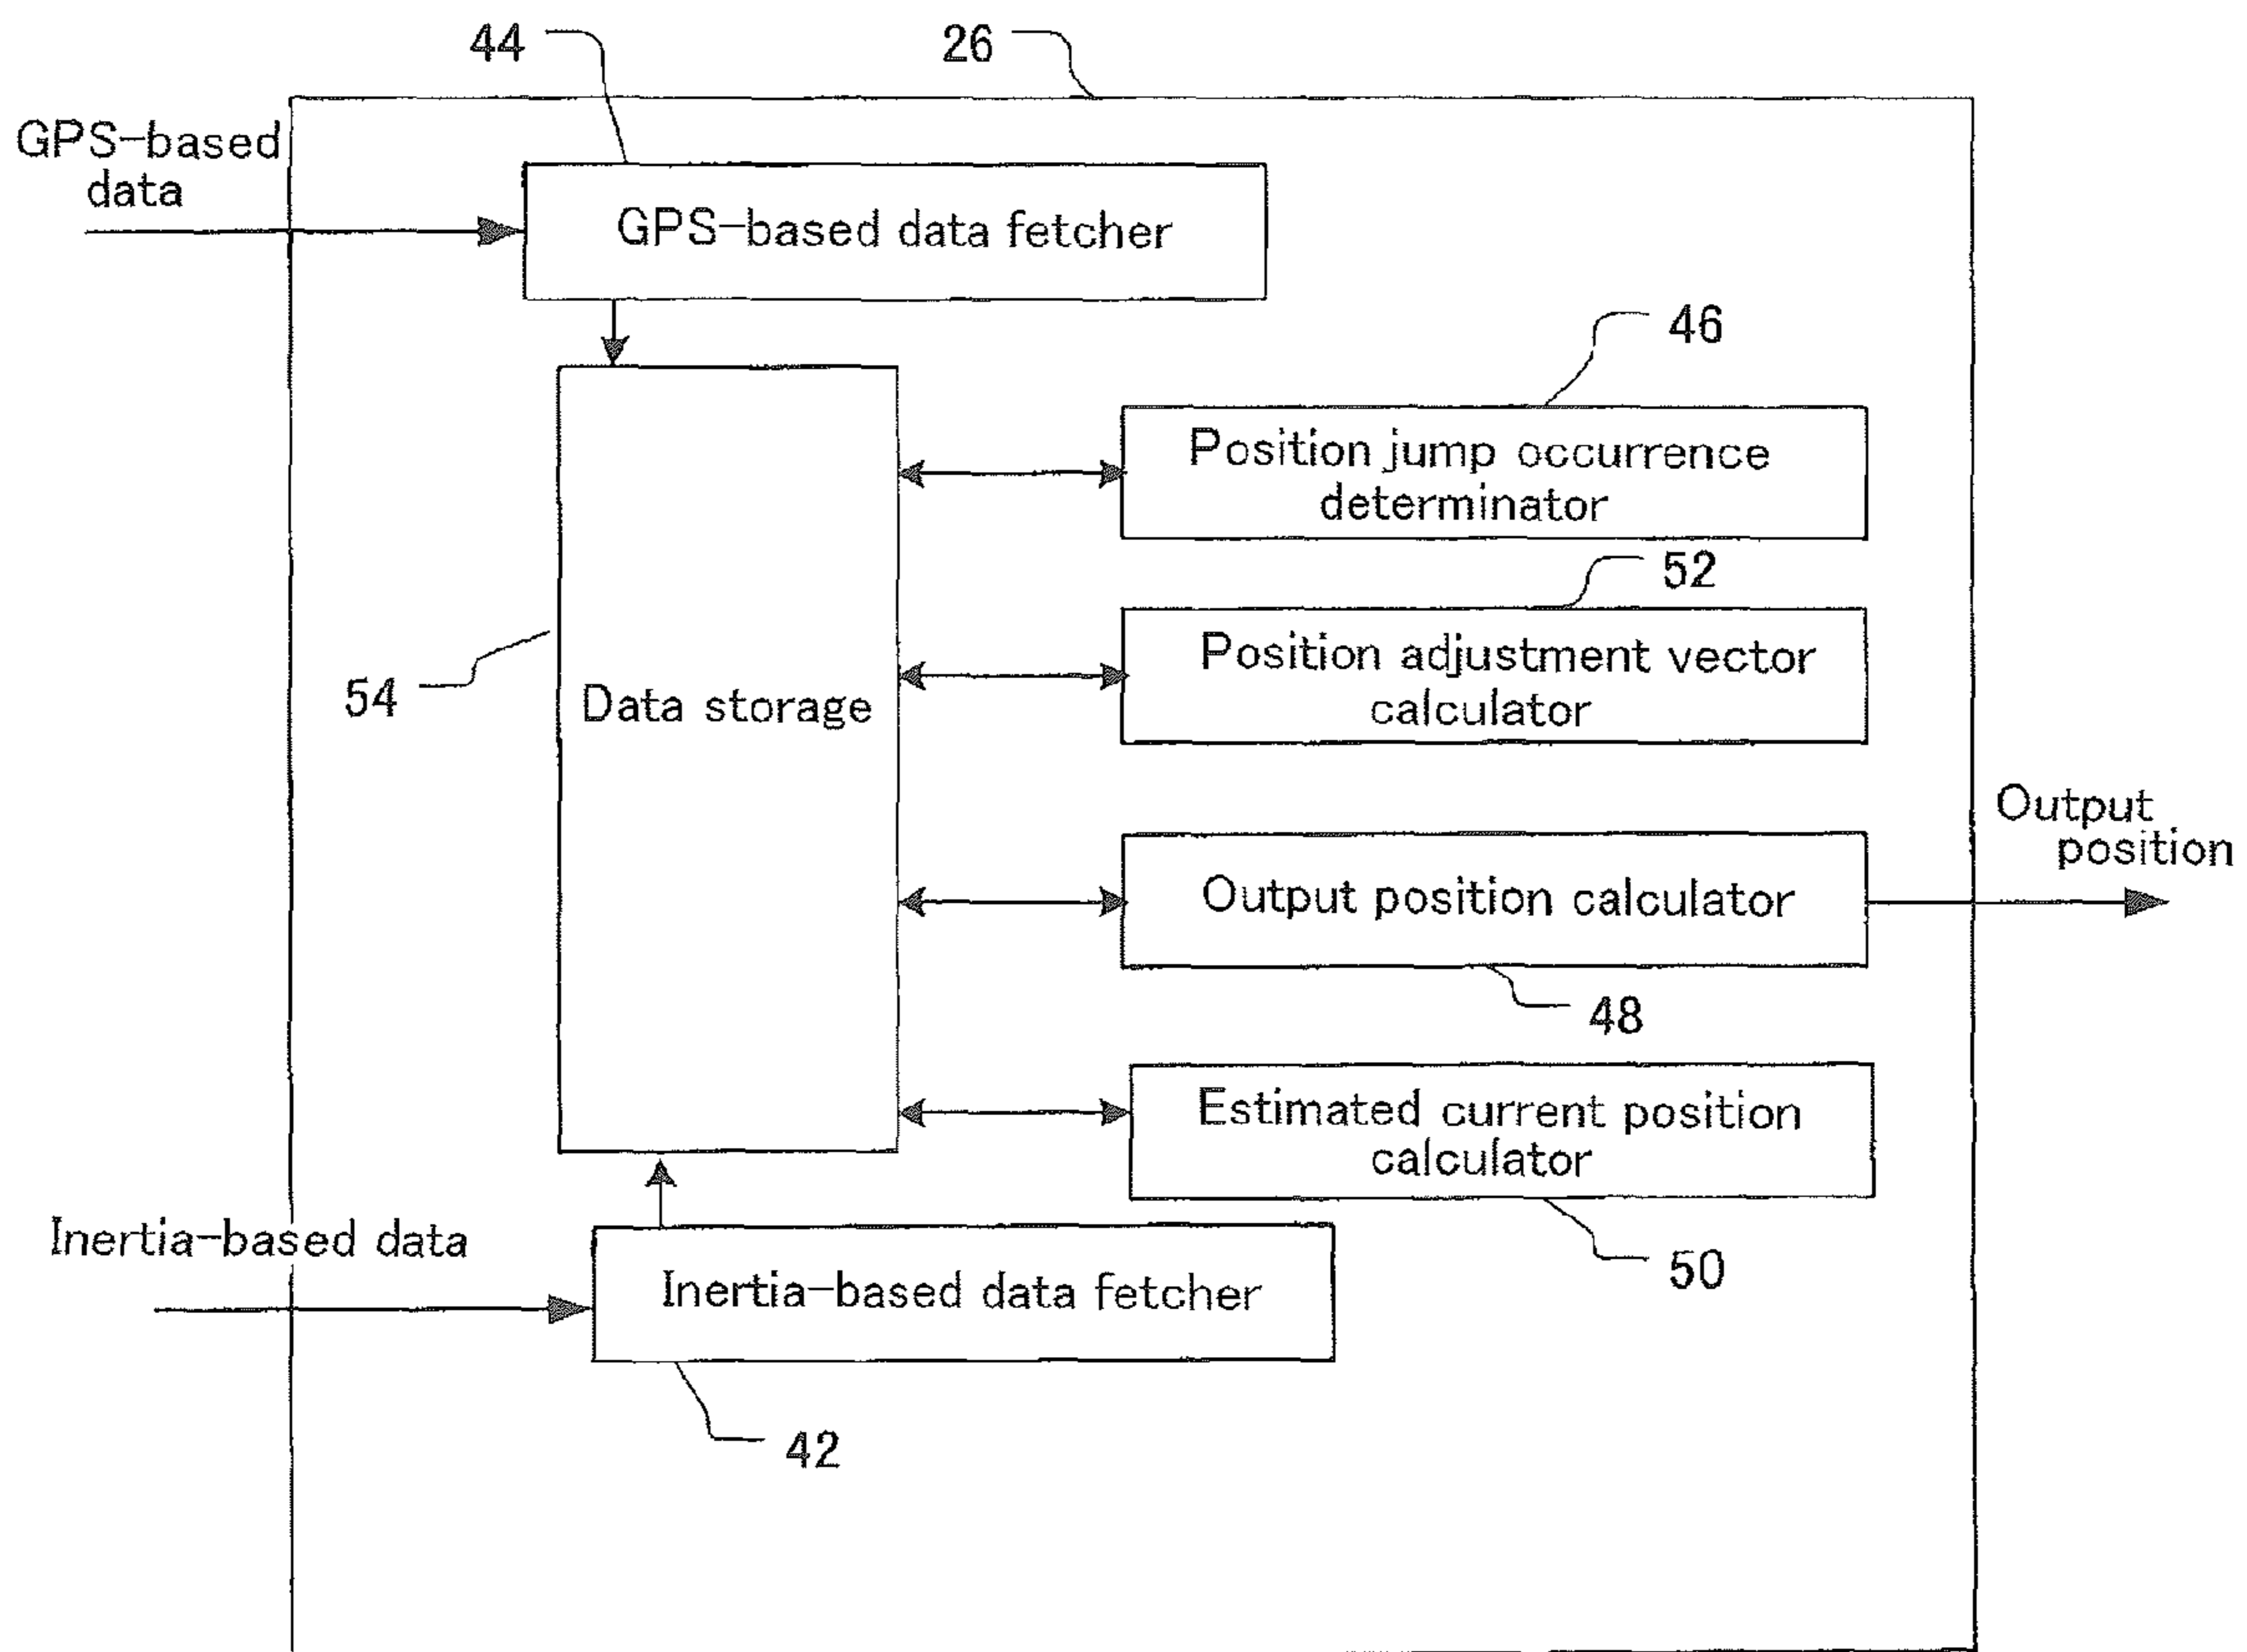 44
26
GPS-based
data
GPS-based data fetcher
46
Position jump occurrence
determinator
52
Position adjustment vector
calculator
54
Data storage
Output
position
Output position calculator
48
Estimated current position
calculator
50
Inertia-based data
Inertia-based data fetcher
42